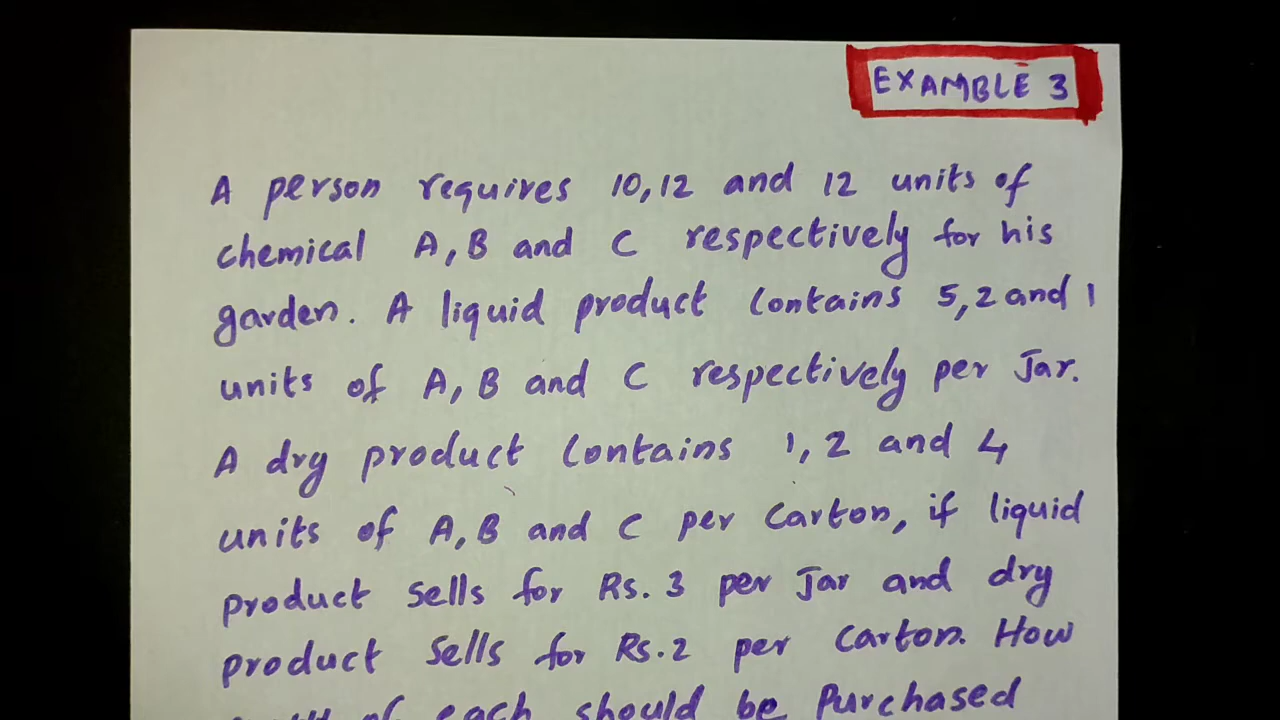 EXAMBLE 3
A person requires 10,12 and 12 units of
chemical A,B and C respectively for his
garden. A liquid product contains 5,2 and 1
units of A,B and C respectively per Jar.
A dry product contains 1,2 and 4
units of A,B and C per carton, if liquid
product sells for Rs.3 per Jar and dry
product sells for Rs.2 per carton. How
of each should be purchased